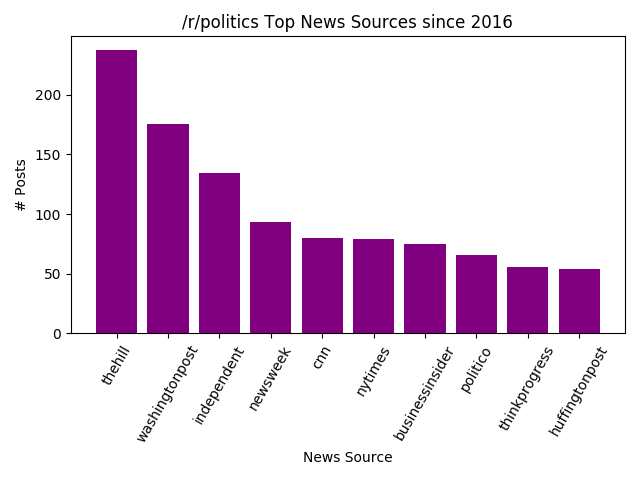 /r/politics Top News Sources since 2016
# Posts
200
150
100
50
0
thehill
washingtonpost
independent
newsweek
cnn
nytimes
businessinsider
politico
thinkprogress
huffingtonpost
News Source